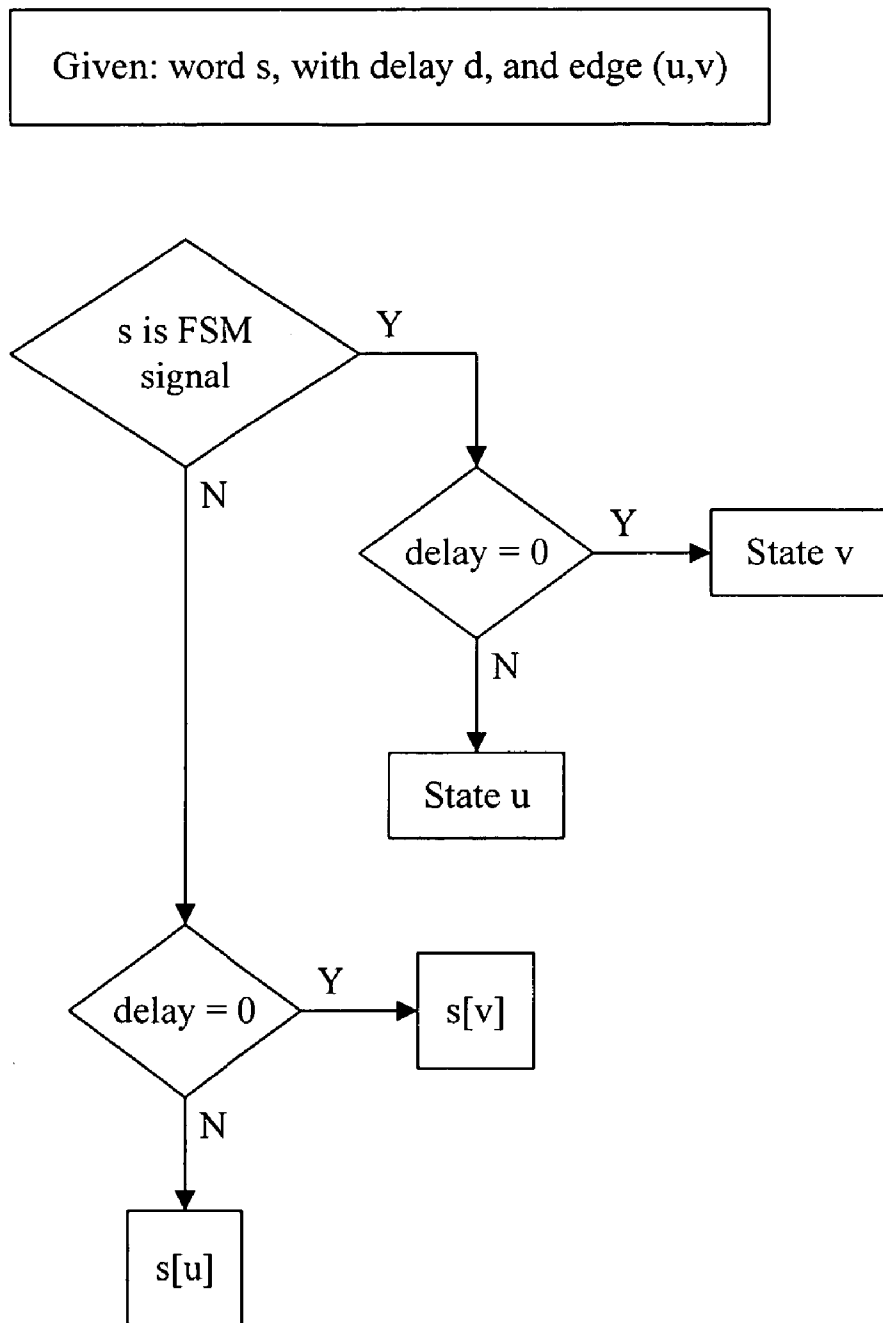 Given: word s, with delay d, and edge (u,v)
s is FSM
signal
Y
N
delay = 0
Y
State v
N
State u
delay = 0
Y
s[v]
N
s[u]